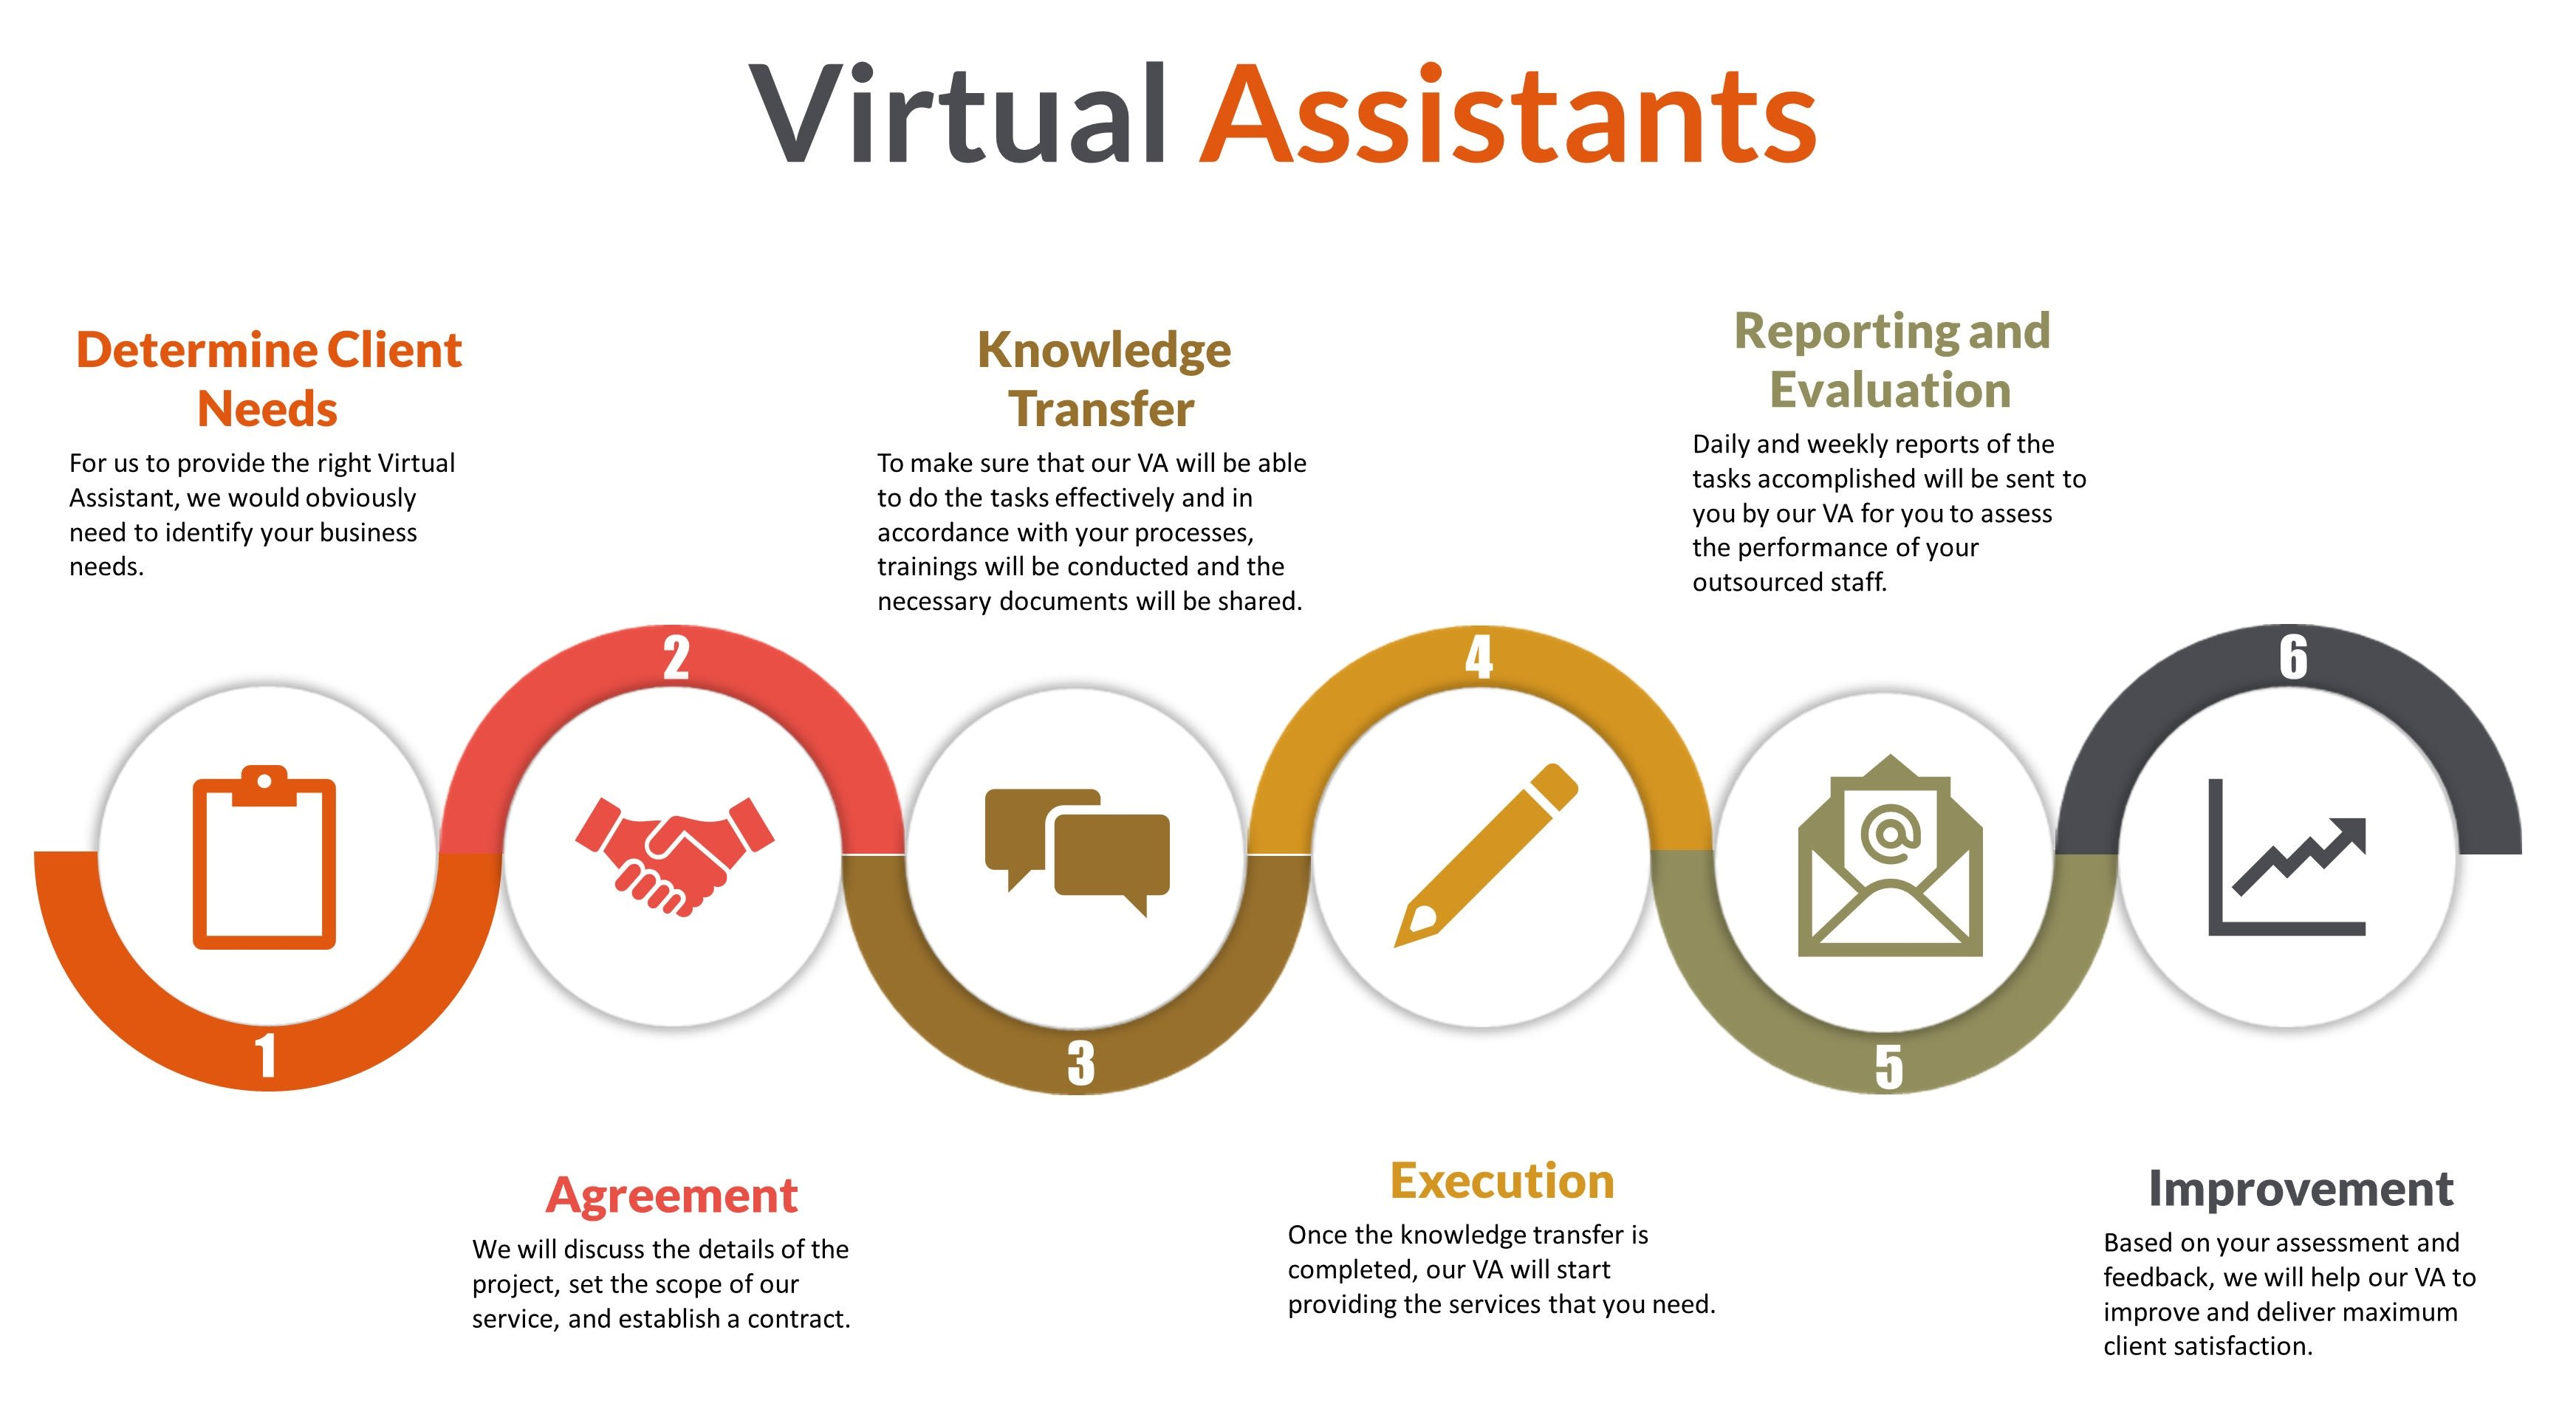 Virtual Assistants
Determine Client
Needs
For us to provide the right Virtual
Assistant, we would obviously
need to identify your business
needs.
1
2
Agreement
We will discuss the details of the
project, set the scope of our
service, and establish a contract.
Knowledge
Transfer
To make sure that our VA will be able
to do the tasks effectively and in
accordance with your processes,
trainings will be conducted and the
necessary documents will be shared.
3
4
Execution
Once the knowledge transfer is
completed, our VA will start
providing the services that you need.
Reporting and
Evaluation
Daily and weekly reports of the
tasks accomplished will be sent to
you by our VA for you to assess
the performance of your
outsourced staff.
@
5
6
Improvement
Based on your assessment and
feedback, we will help our VA to
improve and deliver maximum
client satisfaction.